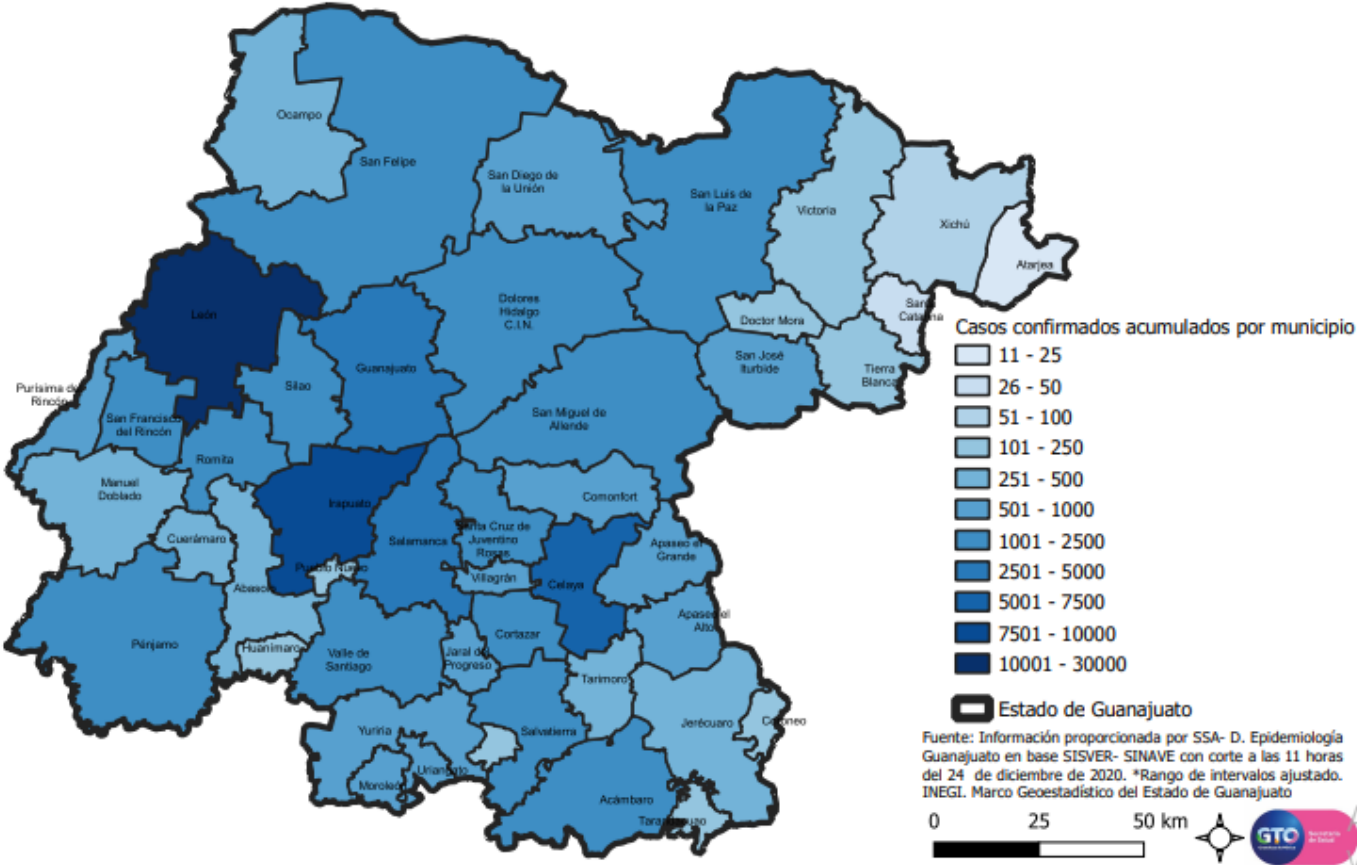 Ocampo
San Felipe
San Diego de
la Unión
San Luis de
la Paz
Victoria
Xichú
Atarjea
León
Dolores
Hidalgo
C.I.N.
Doctor Mora
Santa
Catarina
Guanajuato
San José
Iturbide
Tierra
Blanca
Purísima del
Rincón
Silao
San Francisco
del Rincón
San Miguel de
Allende
Romita
Manuel
Doblado
Irapuato
Comonfort
Cuerámaro
Salamanca
Santa Cruz de
Juventino
Rosas
Apaseo el
Grande
Pueblo Nuevo
Villagrán
Celaya
Abasolo
Apaseo el
Alto
Pénjamo
Huanímaro
Valle de
Santiago
Cortazar
Jaral del
Progreso
Tarimoro
Yuriria
Salvatierra
Jerécuaro
Coroneo
Moroleón
Uriangato
Acámbaro
Tarandacuao
Casos confirmados acumulados por municipio
11 - 25
26 - 50
51 - 100
101 - 250
251 - 500
501 - 1000
1001 - 2500
2501 - 5000
5001 - 7500
7501 - 10000
10001 - 30000
Estado de Guanajuato
Fuente: Información proporcionada por SSA- D. Epidemiología
Guanajuato en base SISVER- SINAVE con corte a las 11 horas
del 24 de diciembre de 2020. *Rango de intervalos ajustado.
INEGI. Marco Geoestadístico del Estado de Guanajuato
0 25 50 km
GTO
Secretaría
de Salud